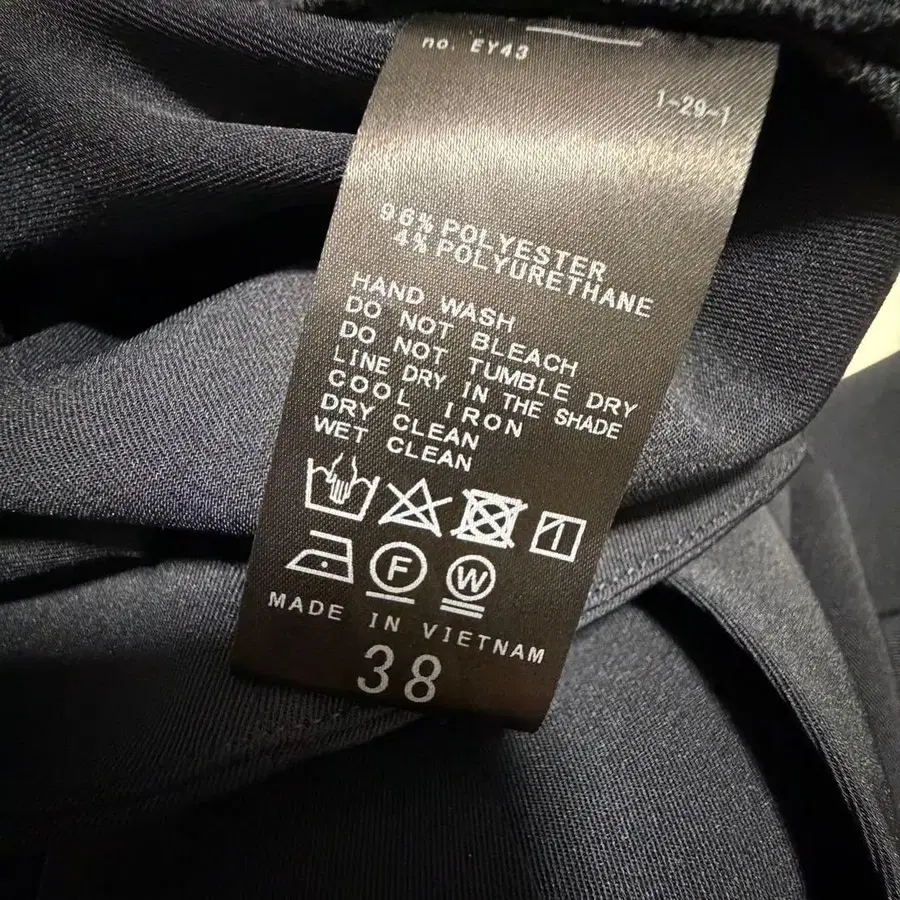 no. EY43
1-29-1
96% POLYESTER
4% POLYURETHANE
HAND WASH
DO NOT BLEACH
DO NOT TUMBLE DRY
LINE DRY IN THE SHADE
COOL IRON
DRY CLEAN
WET CLEAN
F W
MADE IN VIETNAM
38